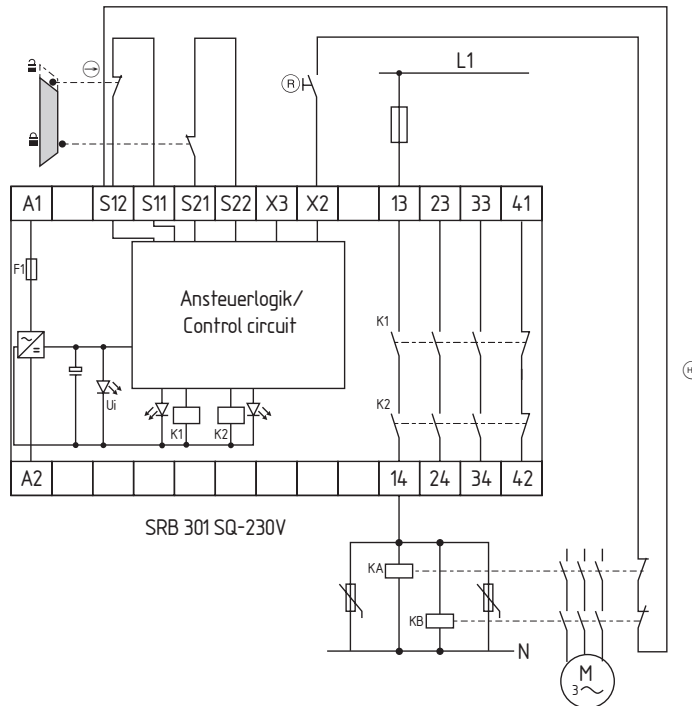 L1
R
A1 S12 S11 S21 S22 X3 X2 13 23 33 41
F1
Ansteuerlogik/
Control circuit
K1
~
=
H
Ui
K1 K2
K2
A2 14 24 34 42
SRB 301 SQ-230V
KA
KB
N
M
3~